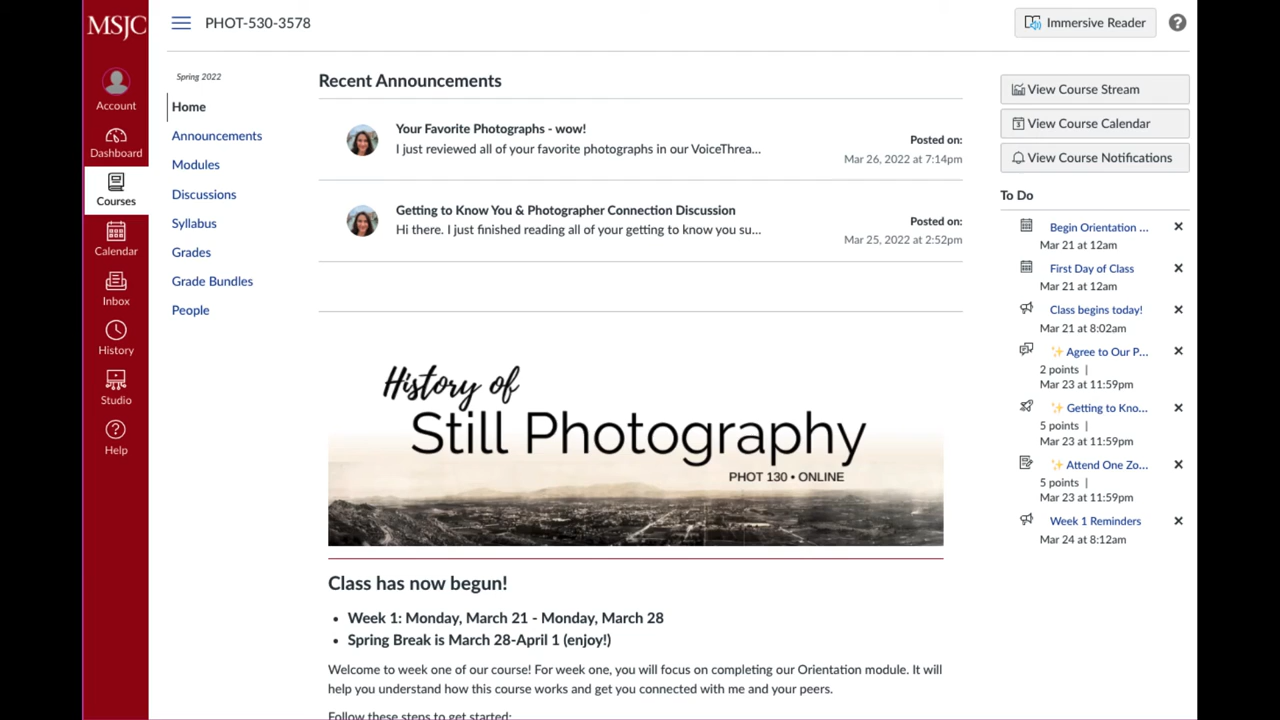 MSJC
PHOT-530-3578
Immersive Reader
Account
Dashboard
Courses
Calendar
Inbox
History
Studio
Help
Spring 2022
Home
Announcements
Modules
Discussions
Syllabus
Grades
Grade Bundles
People
Recent Announcements
Your Favorite Photographs - wow!
I just reviewed all of your favorite photographs in our VoiceThrea...
Posted on:
Mar 26, 2022 at 7:14pm
Getting to Know You & Photographer Connection Discussion
Hi there. I just finished reading all of your getting to know you su...
Posted on:
Mar 25, 2022 at 2:52pm
History of
Still Photography
PHOT 130 • ONLINE
Class has now begun!
• Week 1: Monday, March 21 - Monday, March 28
• Spring Break is March 28-April 1 (enjoy!)
Welcome to week one of our course! For week one, you will focus on completing our Orientation module. It will
help you understand how this course works and get you connected with me and your peers.
Follow these steps to get started:
View Course Stream
View Course Calendar
View Course Notifications
To Do
Begin Orientation ...
Mar 21 at 12am
First Day of Class
Mar 21 at 12am
Class begins today!
Mar 21 at 8:02am
✨ Agree to Our P...
2 points |
Mar 23 at 11:59pm
✨ Getting to Kno...
5 points |
Mar 23 at 11:59pm
✨ Attend One Zo...
5 points |
Mar 23 at 11:59pm
Week 1 Reminders
Mar 24 at 8:12am